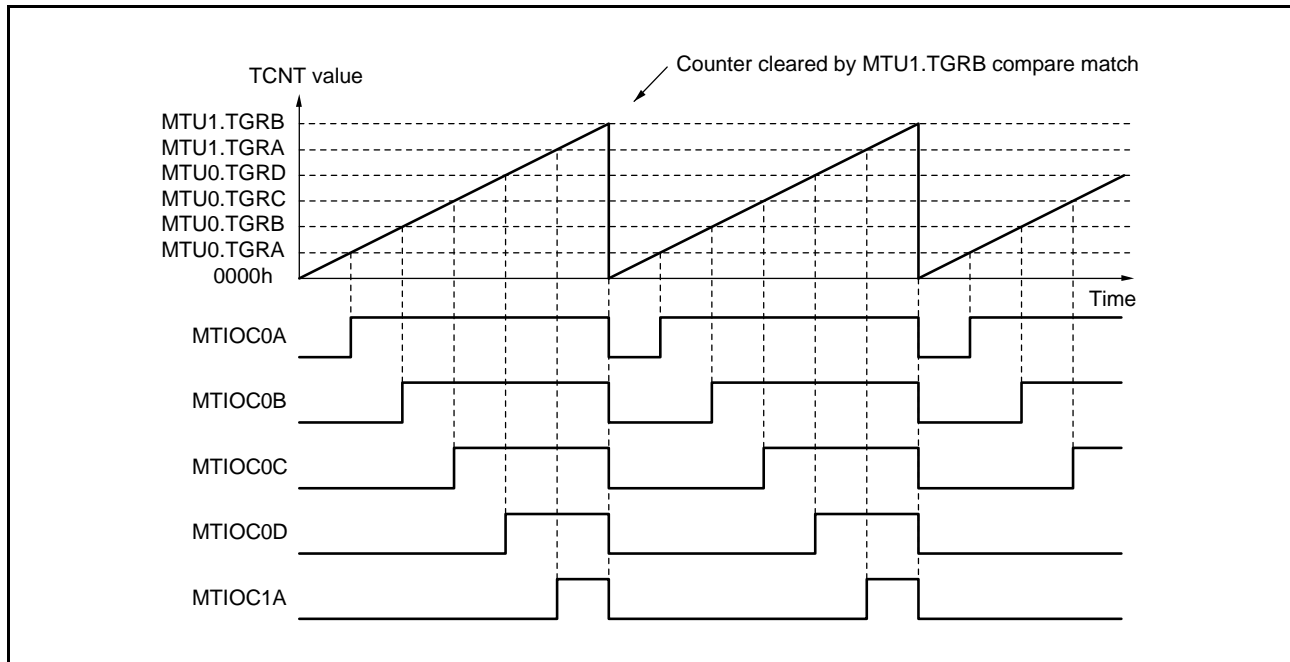 Counter cleared by MTU1.TGRB compare match
TCNT value
MTU1.TGRB
MTU1.TGRA
MTU0.TGRD
MTU0.TGRC
MTU0.TGRB
MTU0.TGRA
0000h
Time
MTIOC0A
MTIOC0B
MTIOC0C
MTIOC0D
MTIOC1A